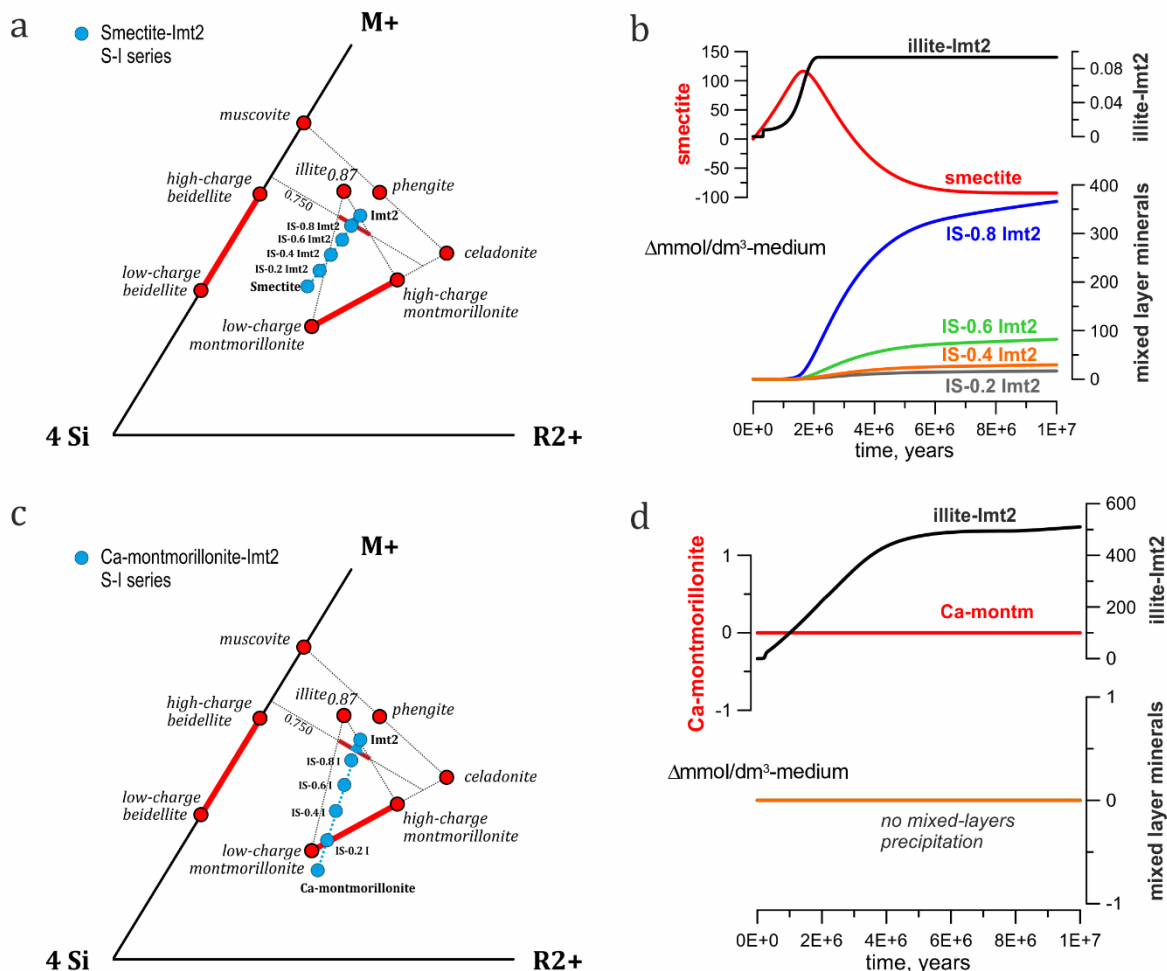 a
Smectite-Imt2
S-I series
M+
muscovite
high-charge
beidellite
illite 0.87
phengite
0.750
Imt2
IS-0.8 Imt2
IS-0.6 Imt2
IS-0.4 Imt2
IS-0.2 Imt2
Smectite
celadonite
low-charge
beidellite
high-charge
montmorillonite
low-charge
montmorillonite
4 Si
R2+
b
150
100
50
0
-50
-100
smectite
illite-Imt2
0.08
0.04
0
illite-Imt2
smectite
Δmmol/dm³-medium
IS-0.8 Imt2
IS-0.6 Imt2
IS-0.4 Imt2
IS-0.2 Imt2
400
300
200
100
0
mixed layer minerals
0E+0 2E+6 4E+6 6E+6 8E+6 1E+7
time, years
c
Ca-montmorillonite-Imt2
S-I series
M+
muscovite
high-charge
beidellite
illite 0.87
phengite
0.750
Imt2
IS-0.8 I
IS-0.6 I
IS-0.4 I
IS-0.2 I
celadonite
low-charge
beidellite
high-charge
montmorillonite
low-charge
montmorillonite
Ca-montmorillonite
4 Si
R2+
d
1
0
-1
Ca-montmorillonite
illite-Imt2
Ca-montm
600
400
200
0
illite-Imt2
Δmmol/dm³-medium
no mixed-layers
precipitation
1
0
-1
mixed layer minerals
0E+0 2E+6 4E+6 6E+6 8E+6 1E+7
time, years